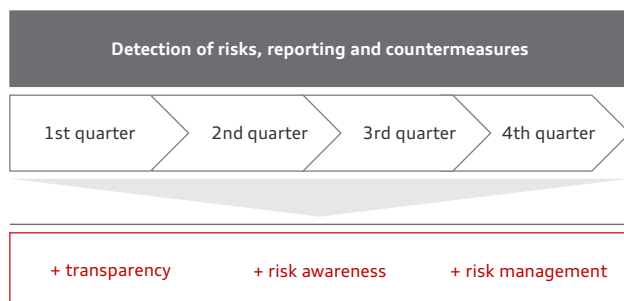 Detection of risks, reporting and countermeasures
1st quarter 2nd quarter 3rd quarter 4th quarter
+ transparency + risk awareness + risk management